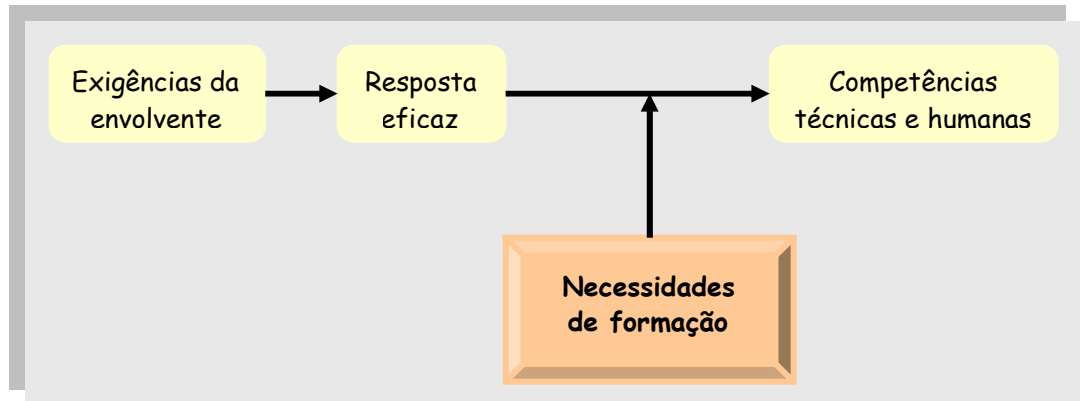 Exigências da
envolvente
Resposta
eficaz
Competências
técnicas e humanas
Necessidades
de formação